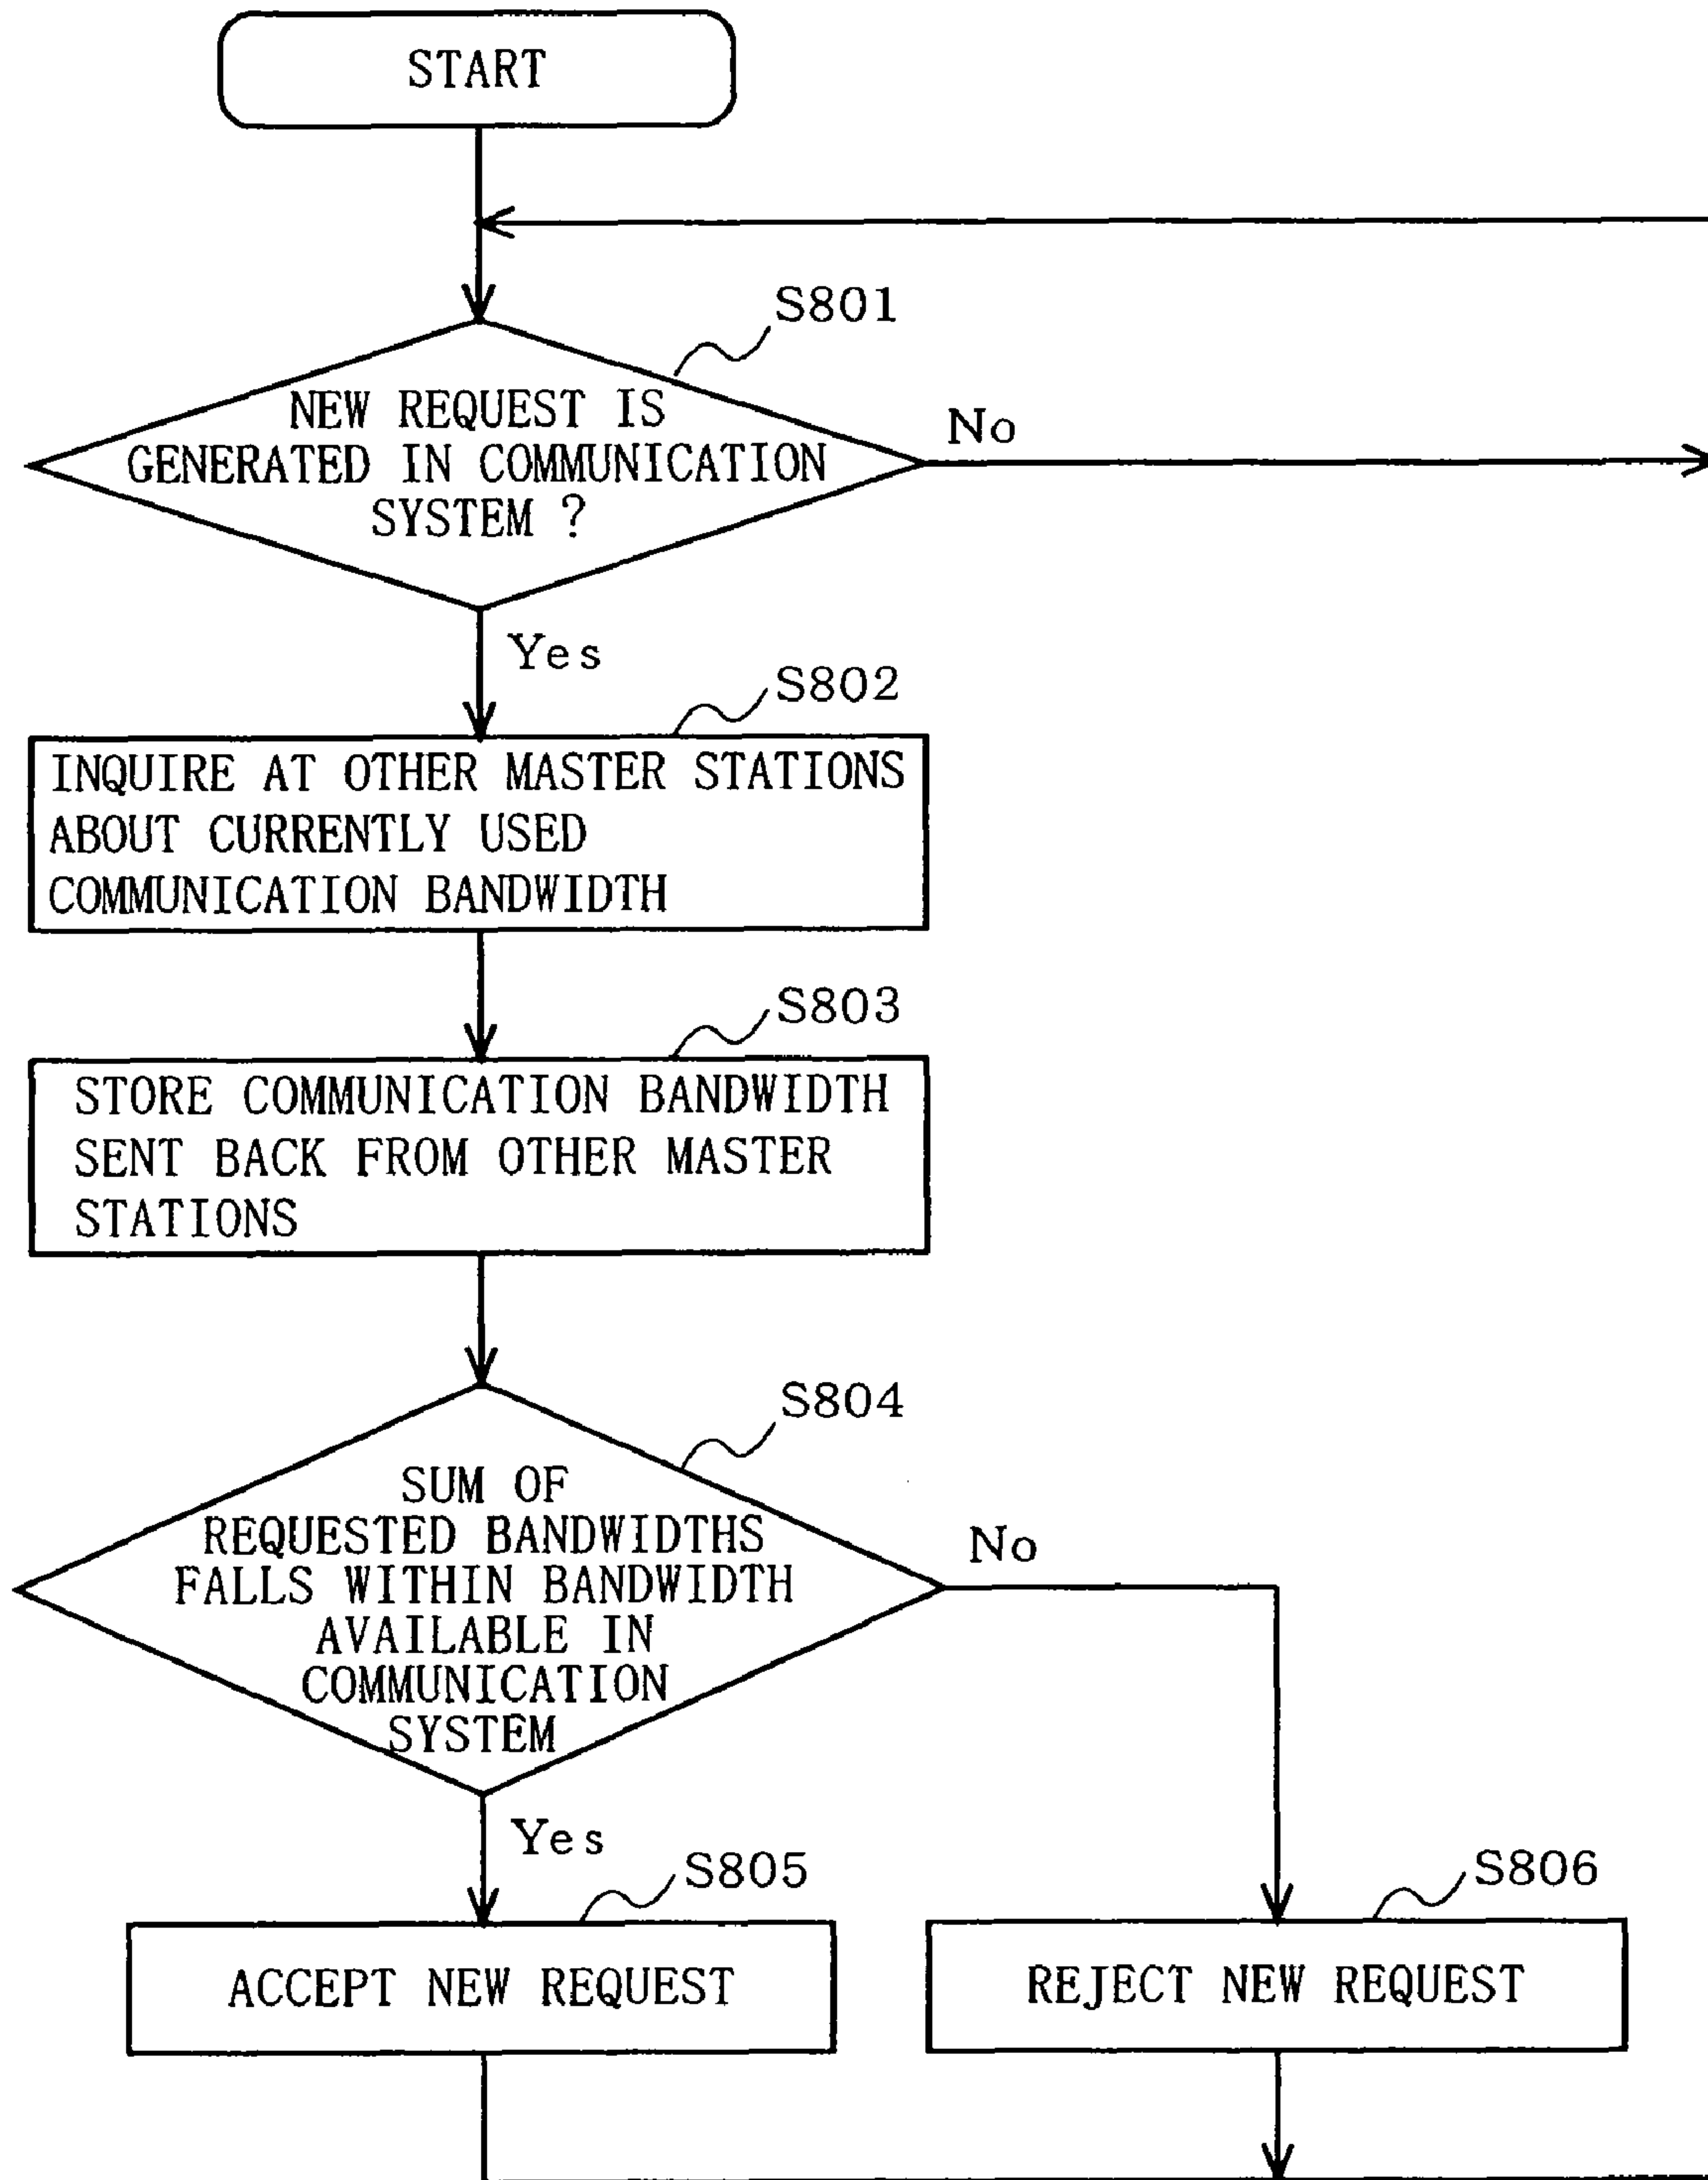 START
S801
NEW REQUEST IS
GENERATED IN COMMUNICATION
SYSTEM ?
No
Yes
S802
INQUIRE AT OTHER MASTER STATIONS
ABOUT CURRENTLY USED
COMMUNICATION BANDWIDTH
S803
STORE COMMUNICATION BANDWIDTH
SENT BACK FROM OTHER MASTER
STATIONS
S804
SUM OF
REQUESTED BANDWIDTHS
FALLS WITHIN BANDWIDTH
AVAILABLE IN
COMMUNICATION
SYSTEM
No
Yes
S805
S806
ACCEPT NEW REQUEST
REJECT NEW REQUEST